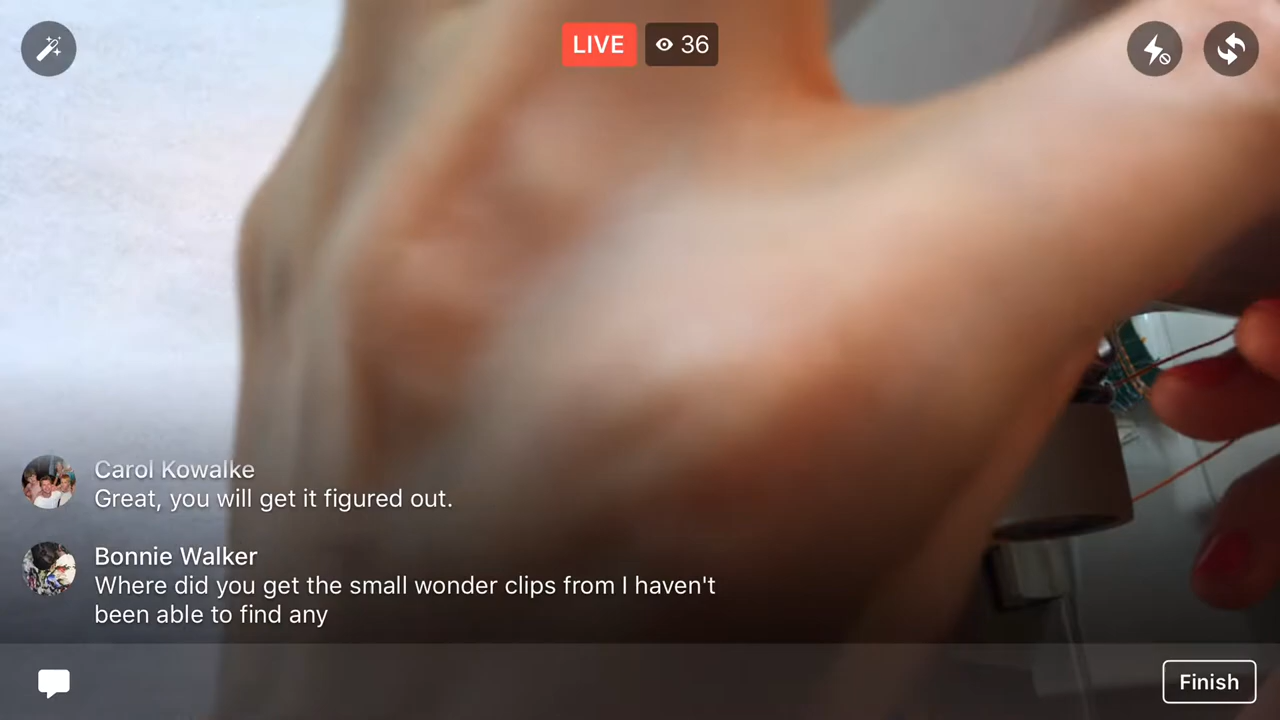 LIVE 36
Carol Kowalke
Great, you will get it figured out.
Bonnie Walker
Where did you get the small wonder clips from I haven't
been able to find any
Finish